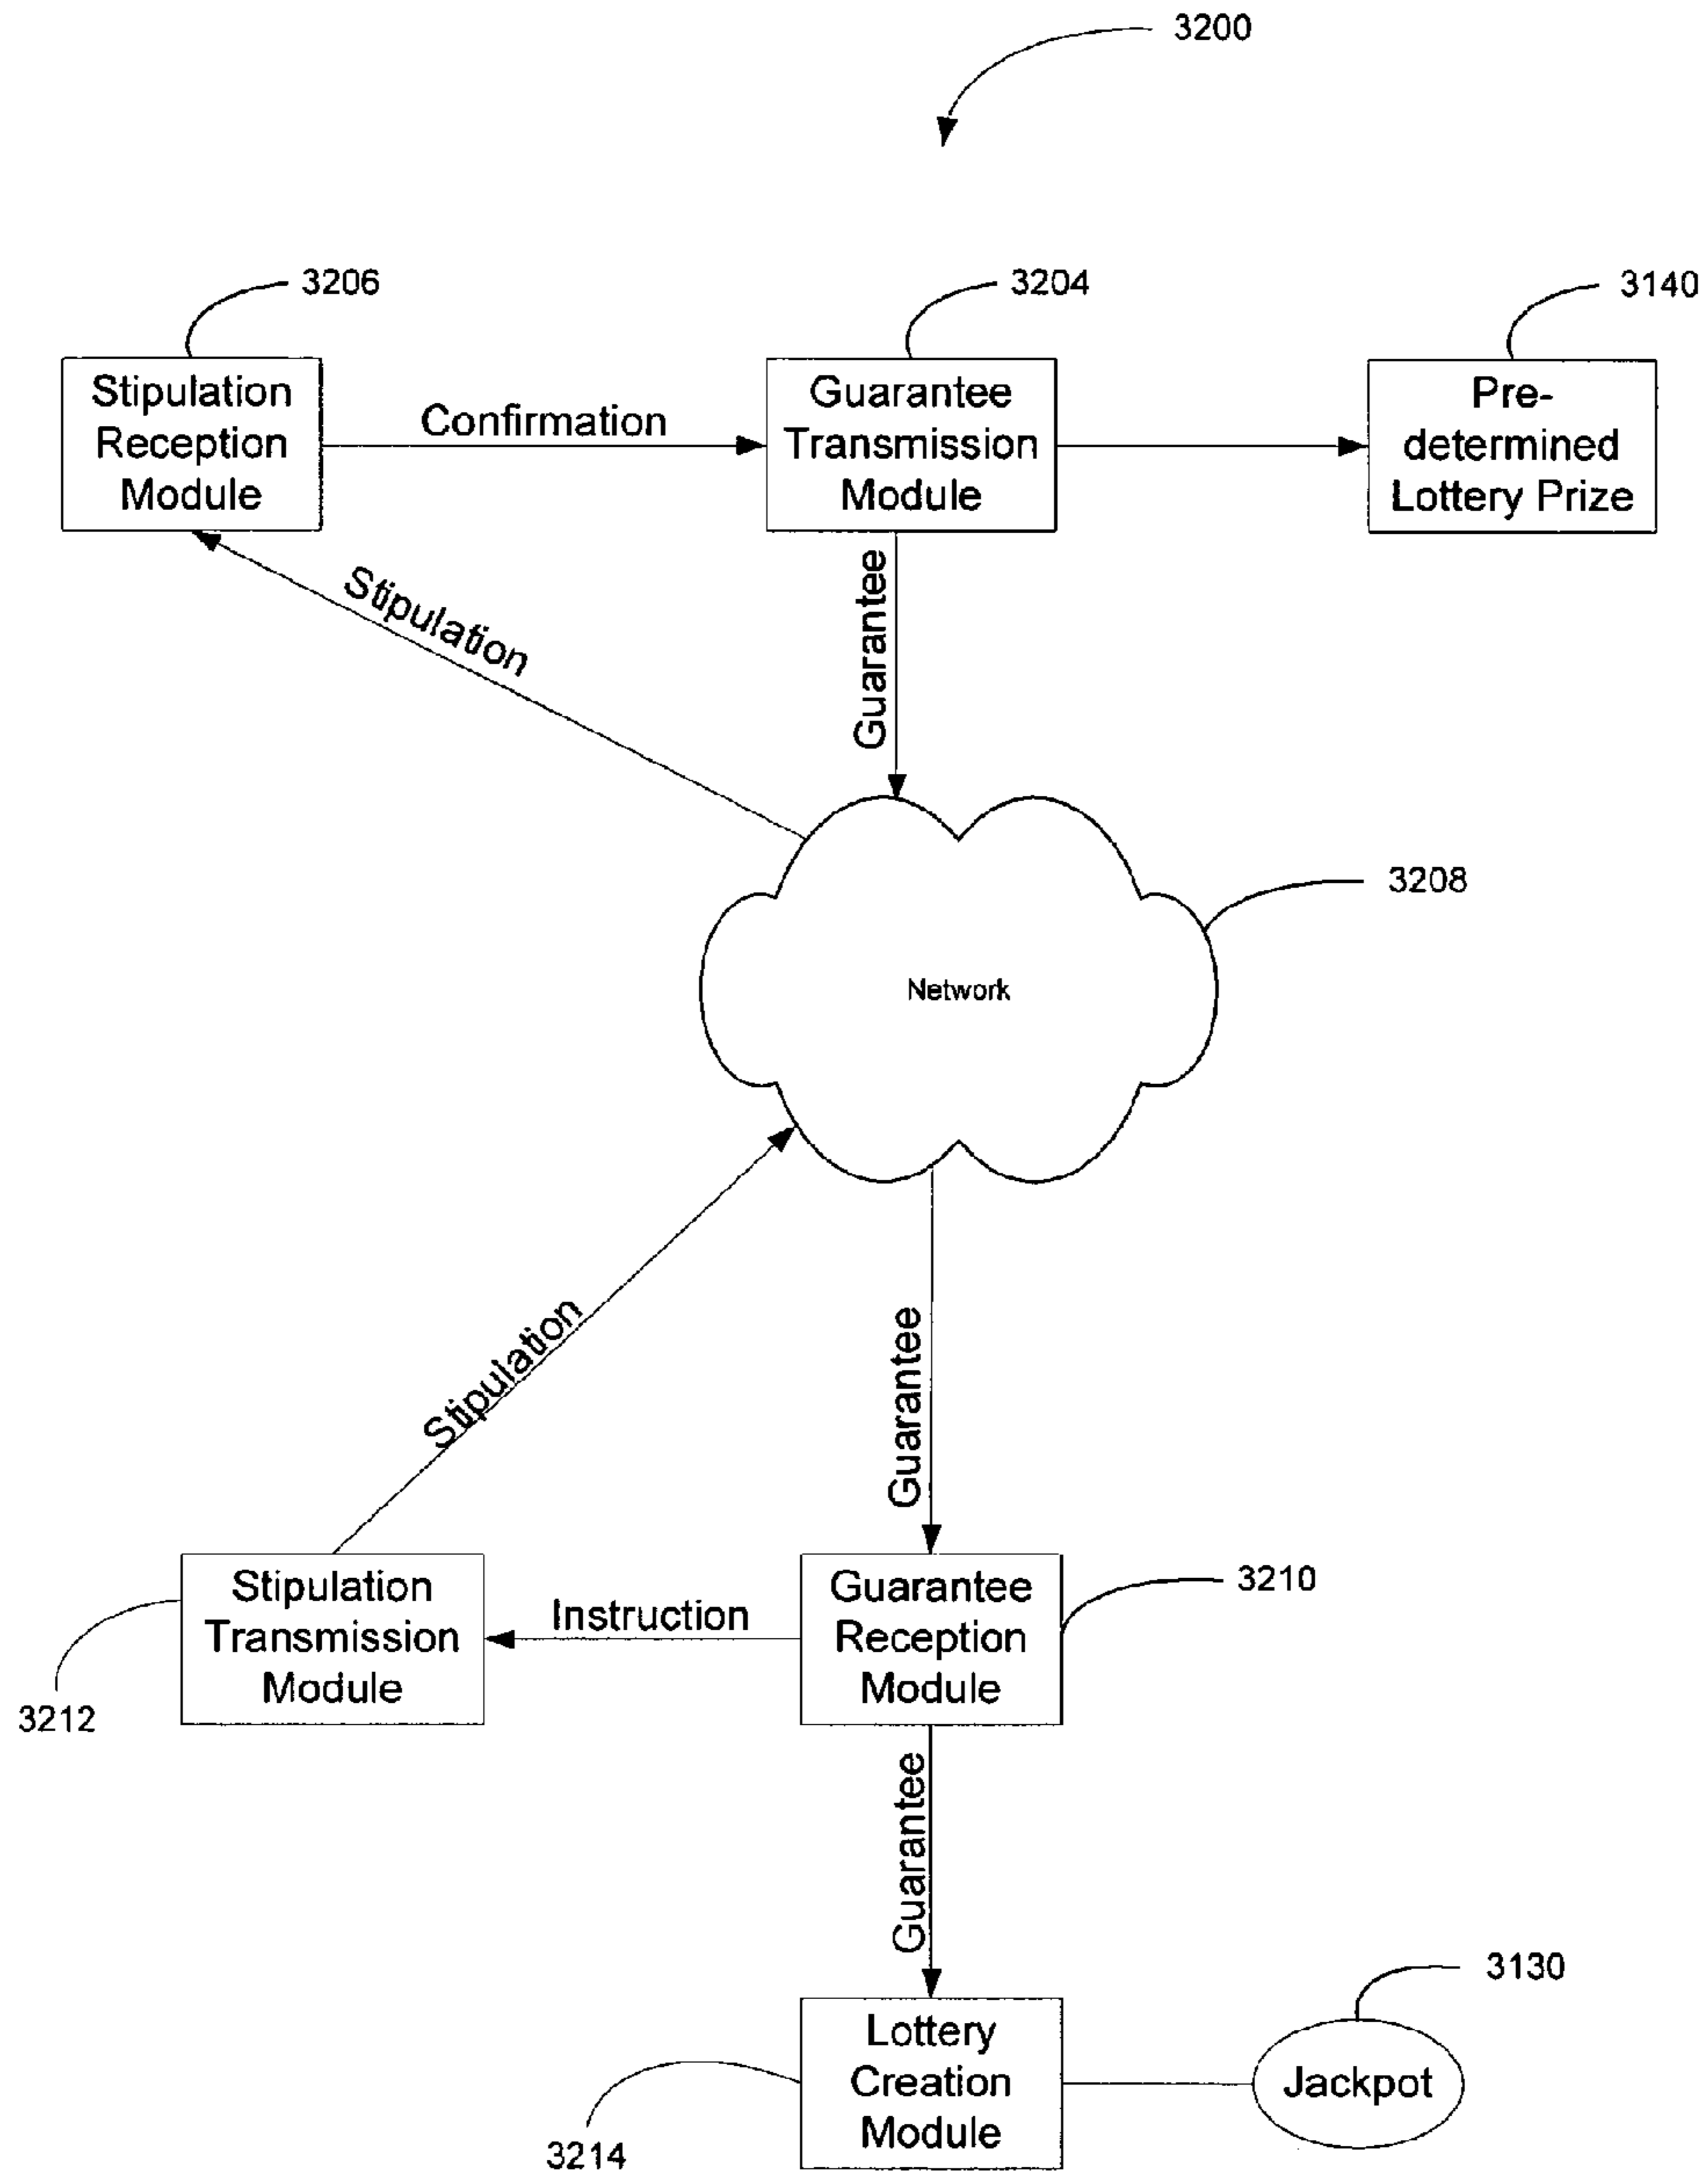 3200
3206
3204
3140
Stipulation
Reception
Module
Confirmation
Guarantee
Transmission
Module
Pre-
determined
Lottery Prize
Stipulation
Guarantee
3208
Network
Stipulation
Guarantee
Stipulation
Transmission
Module
Instruction
Guarantee
Reception
Module
3210
3212
Guarantee
3130
Lottery
Creation
Module
Jackpot
3214